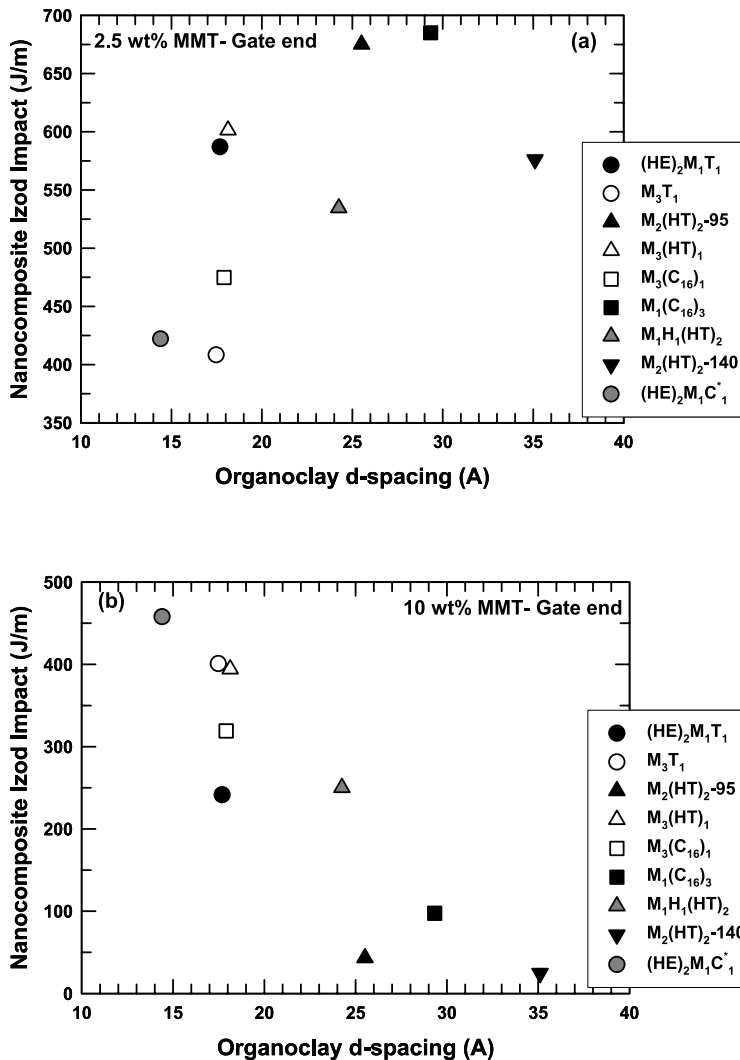 700
650
600
550
500
450
400
350
10 15 20 25 30 35 40
Nanocomposite Izod Impact (J/m)
Organoclay d-spacing (A)
2.5 wt% MMT- Gate end
(a)
(HE)₂M₁T₁
M₃T₁
M₂(HT)₂-95
M₃(HT)₁
M₃(C₁₆)₁
M₁(C₁₆)₃
M₁H₁(HT)₂
M₂(HT)₂-140
(HE)₂M₁C*₁
500
400
300
200
100
0
10 15 20 25 30 35 40
Nanocomposite Izod Impact (J/m)
Organoclay d-spacing (A)
(b)
10 wt% MMT- Gate end
(HE)₂M₁T₁
M₃T₁
M₂(HT)₂-95
M₃(HT)₁
M₃(C₁₆)₁
M₁(C₁₆)₃
M₁H₁(HT)₂
M₂(HT)₂-140
(HE)₂M₁C*₁